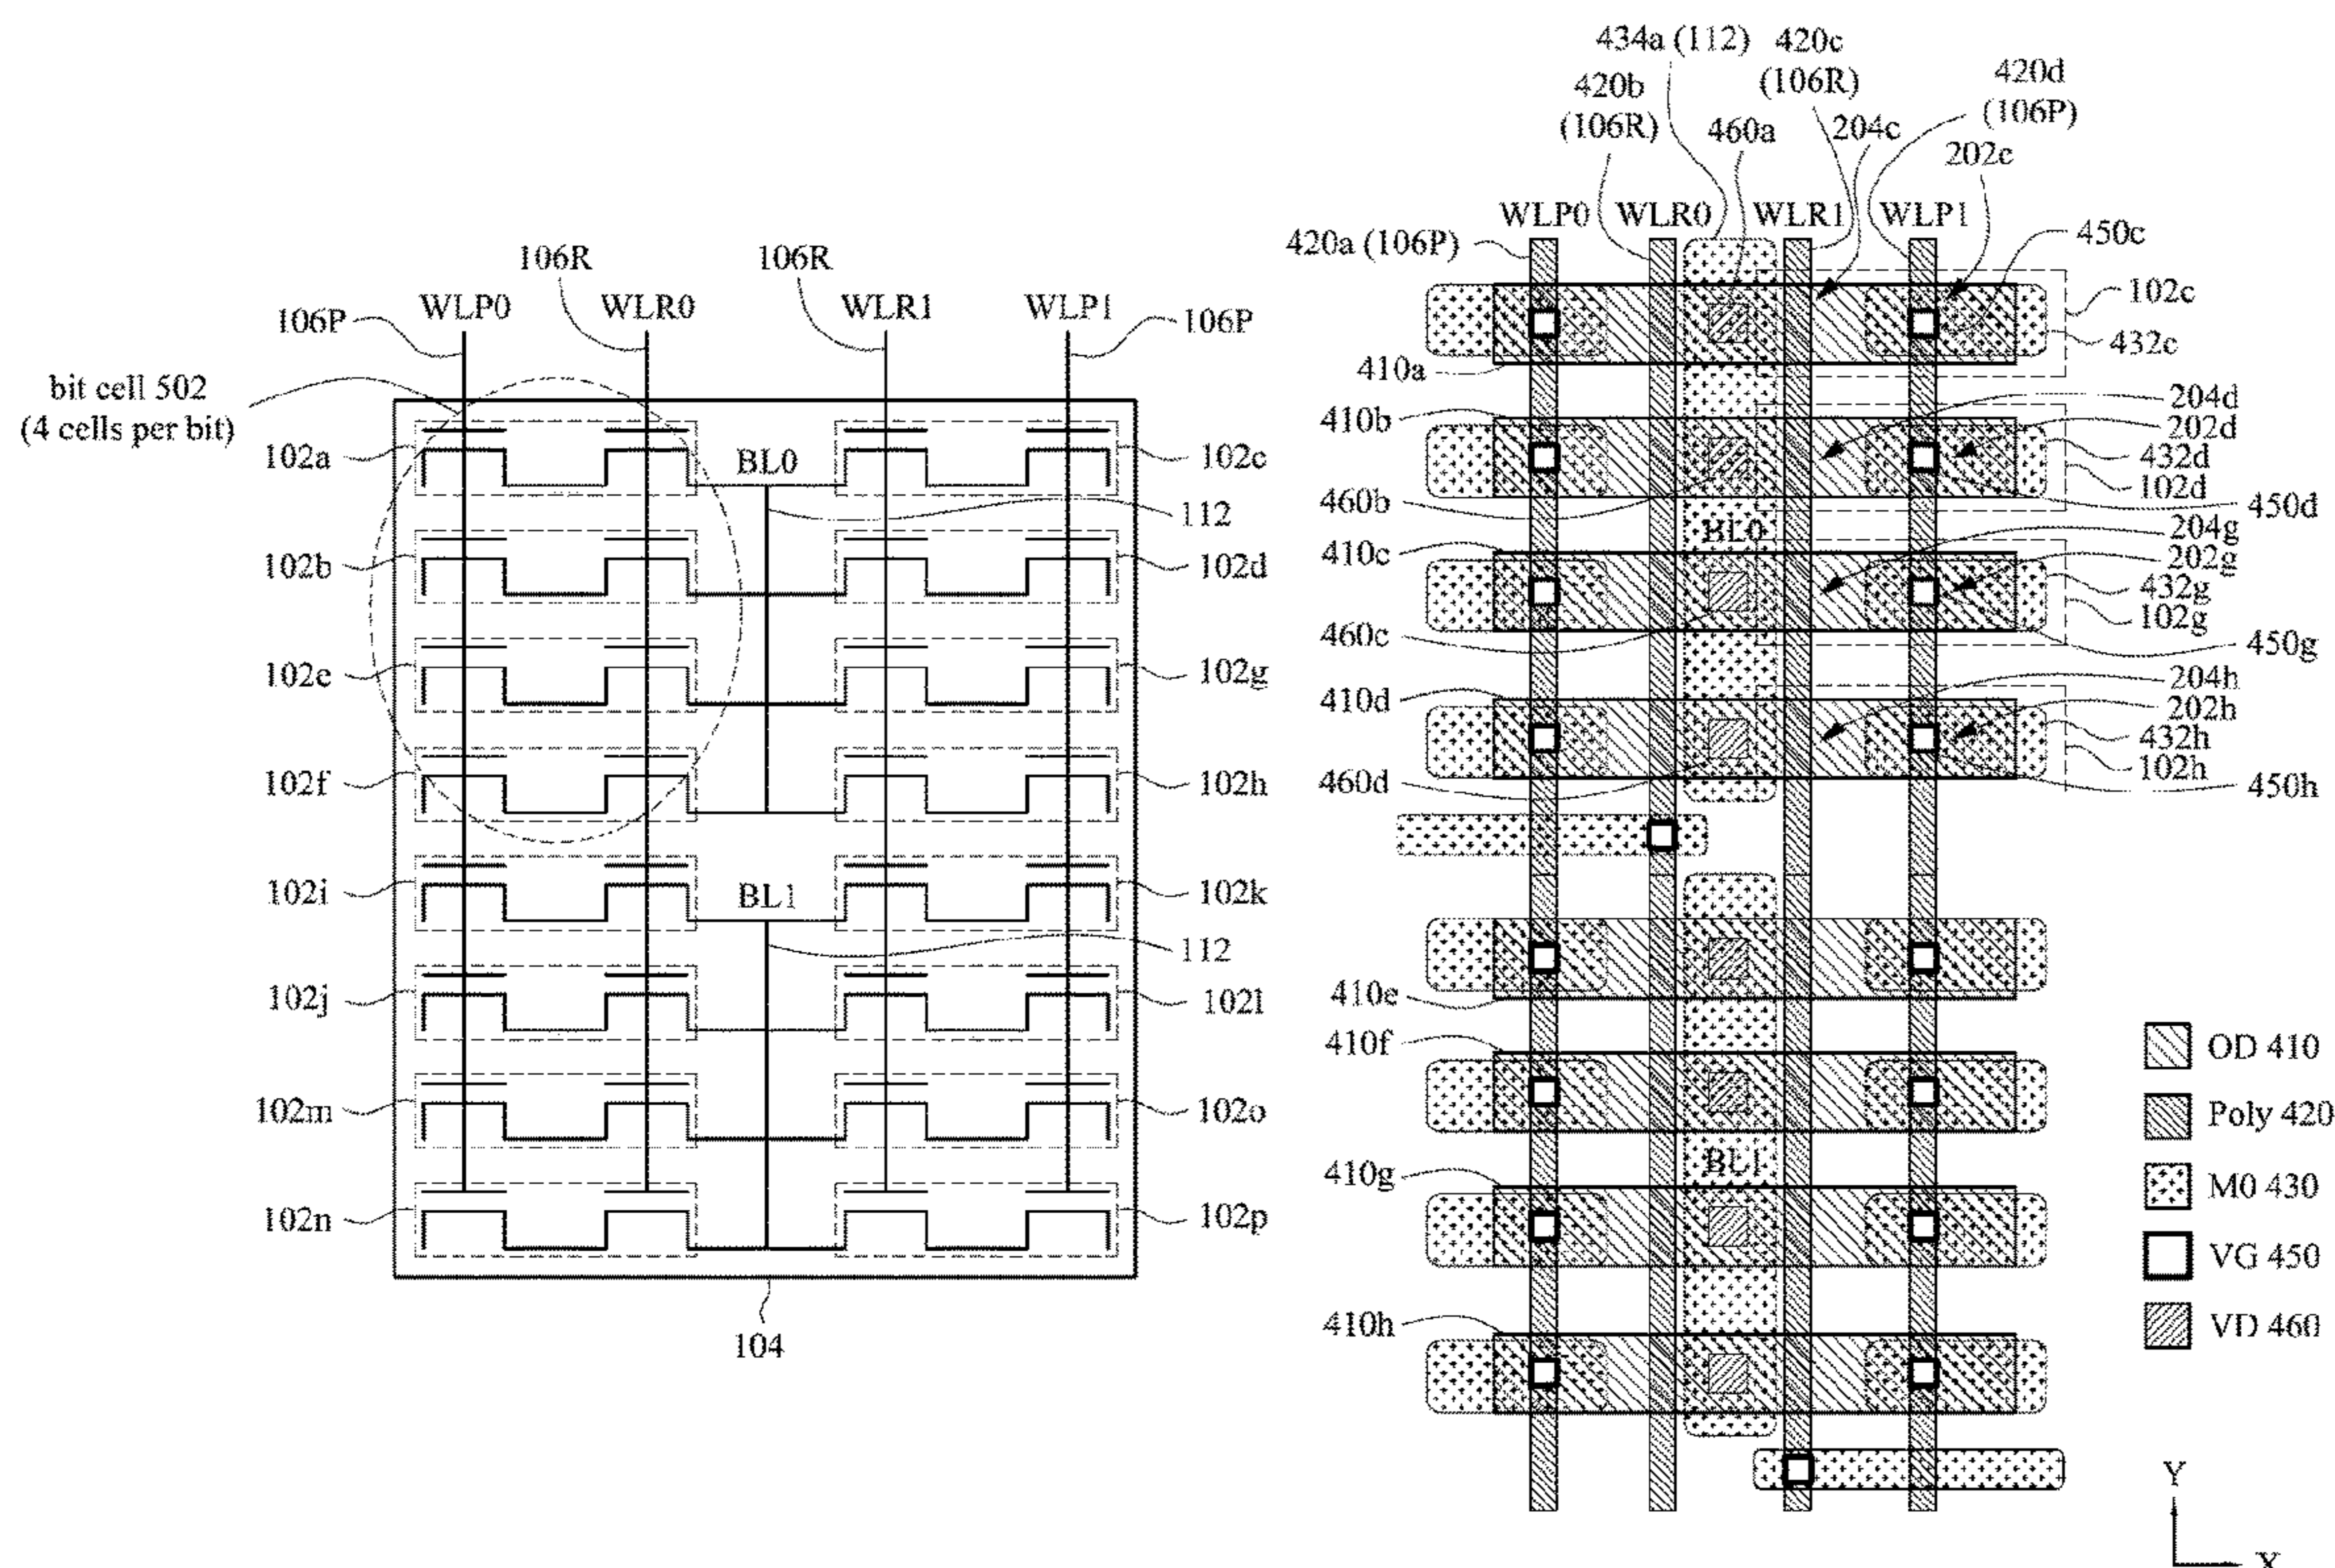 106R
106R
106P
WLP0
WLR0
WLR1
WLP1
106P
bit cell 502
(4 cells per bit)
102a
BL0
102c
112
102b
102d
102e
102g
102f
102h
102i
BL1
102k
112
102j
102l
102m
102o
102n
102p
104
434a (112)
420c
(106R)
420b
(106R)
460a
204c
420d
(106P)
202c
WLP0
WLR0
WLR1
WLP1
420a (106P)
450c
102c
432c
410a
410b
204d
202d
432d
102d
460b
450d
BL0
410c
204g
202g
432g
102g
460c
450g
410d
204h
202h
432h
102h
460d
450h
410e
410f
BL1
410g
410h
OD 410
Poly 420
M0 430
VG 450
VD 460
Y
X